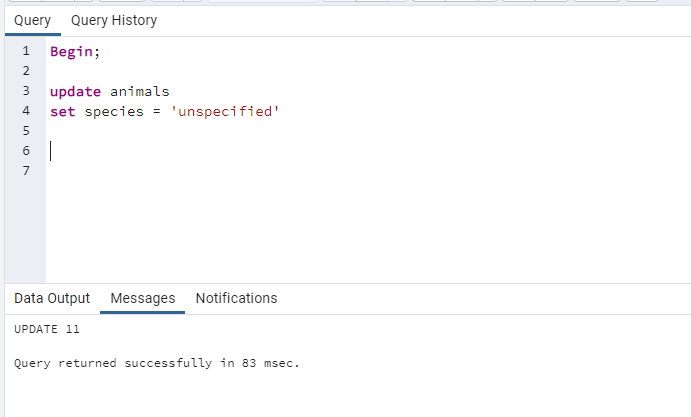 Query Query History
1 Begin;
2
3 update animals
4 set species = 'unspecified'
5
6
7
Data Output Messages Notifications
UPDATE 11
Query returned successfully in 83 msec.